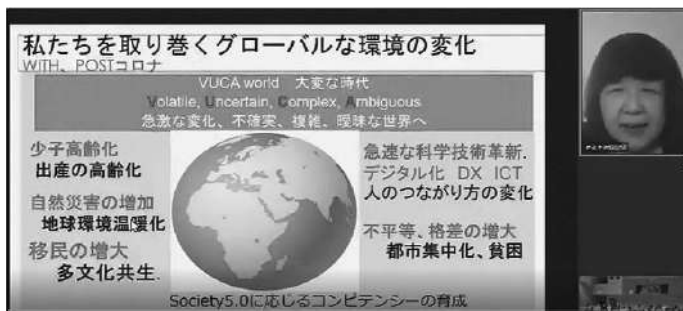 私たちを取り巻くグローバルな環境の変化
WITH、POSTコロナ
VUCA world 大変な時代
Volatile, Uncertain, Complex, Ambiguous
急激な変化、不確実、複雑、曖昧な世界へ
少子高齢化
出産の高齢化
自然災害の増加
地球環境温暖化
移民の増大
多文化共生.
急速な科学技術革新.
デジタル化 DX ICT
人のつながり方の変化
不平等、格差の増大
都市集中化、貧困
Society5.0に応じるコンピテンシーの育成